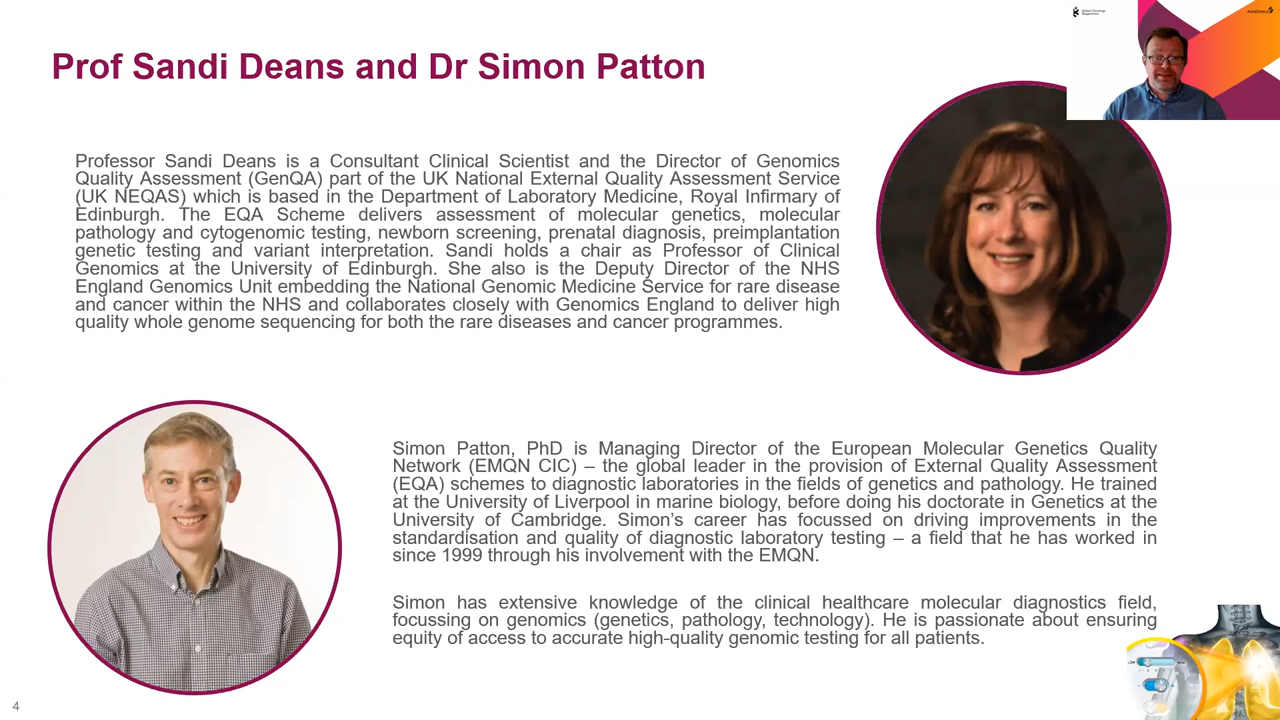 Prof Sandi Deans and Dr Simon Patton
Professor Sandi Deans is a Consultant Clinical Scientist and the Director of Genomics
Quality Assessment (GenQA) part of the UK National External Quality Assessment Service
(UK NEQAS) which is based in the Department of Laboratory Medicine, Royal Infirmary of
Edinburgh. The EQA Scheme delivers assessment of molecular genetics, molecular
pathology and cytogenomic testing, newborn screening, prenatal diagnosis, preimplantation
genetic testing and variant interpretation. Sandi holds a chair as Professor of Clinical
Genomics at the University of Edinburgh. She also is the Deputy Director of the NHS
England Genomics Unit embedding the National Genomic Medicine Service for rare disease
and cancer within the NHS and collaborates closely with Genomics England to deliver high
quality whole genome sequencing for both the rare diseases and cancer programmes.
Simon Patton, PhD is Managing Director of the European Molecular Genetics Quality
Network (EMQN CIC) – the global leader in the provision of External Quality Assessment
(EQA) schemes to diagnostic laboratories in the fields of genetics and pathology. He trained
at the University of Liverpool in marine biology, before doing his doctorate in Genetics at the
University of Cambridge. Simon's career has focussed on driving improvements in the
standardisation and quality of diagnostic laboratory testing – a field that he has worked in
since 1999 through his involvement with the EMQN.
Simon has extensive knowledge of the clinical healthcare molecular diagnostics field,
focussing on genomics (genetics, pathology, technology). He is passionate about ensuring
equity of access to accurate high-quality genomic testing for all patients.
4
Global Oncology
Diagnostics
AstraZeneca